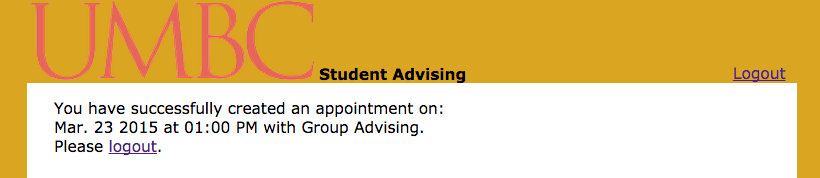 UMBC Student Advising Logout
You have successfully created an appointment on:
Mar. 23 2015 at 01:00 PM with Group Advising.
Please logout.